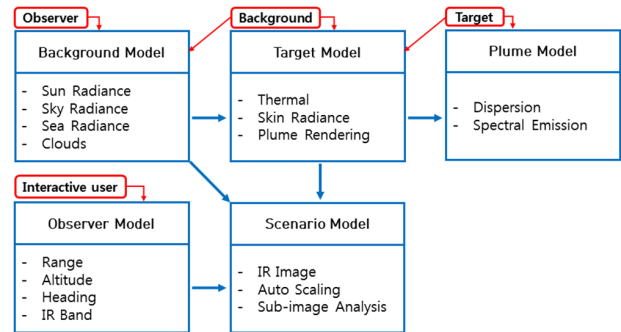 Observer
Background Model
- Sun Radiance
- Sky Radiance
- Sea Radiance
- Clouds
Background
Target Model
- Thermal
- Skin Radiance
- Plume Rendering
Target
Plume Model
- Dispersion
- Spectral Emission
Interactive user
Observer Model
- Range
- Altitude
- Heading
- IR Band
Scenario Model
- IR Image
- Auto Scaling
- Sub-image Analysis